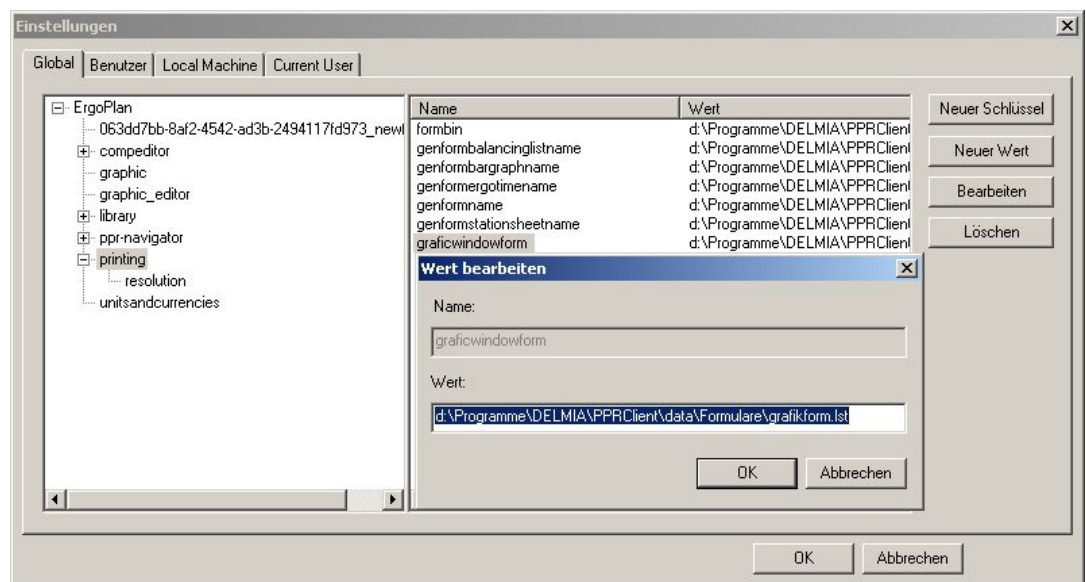 Einstellungen
Global Benutzer Local Machine Current User
ErgoPlan
063dd7bb-8af2-4542-ad3b-2494117fd973_newl
compeditor
graphic
graphic_editor
library
ppr-navigator
printing
resolution
unitsandcurrencies
Name Wert
formbin d:\Programme\DELMIA\PPRClient
genformbalancinglistname d:\Programme\DELMIA\PPRClient
genformbargraphname d:\Programme\DELMIA\PPRClient
genformergotimename d:\Programme\DELMIA\PPRClient
genformname d:\Programme\DELMIA\PPRClient
genformstationsheetname d:\Programme\DELMIA\PPRClient
graficwindowform d:\Programme\DELMIA\PPRClient
Neuer Schlüssel
Neuer Wert
Bearbeiten
Löschen
Wert bearbeiten
Name:
graficwindowform
Wert:
d:\Programme\DELMIA\PPRClient\data\Formulare\grafikform.lst
OK Abbrechen
OK Abbrechen